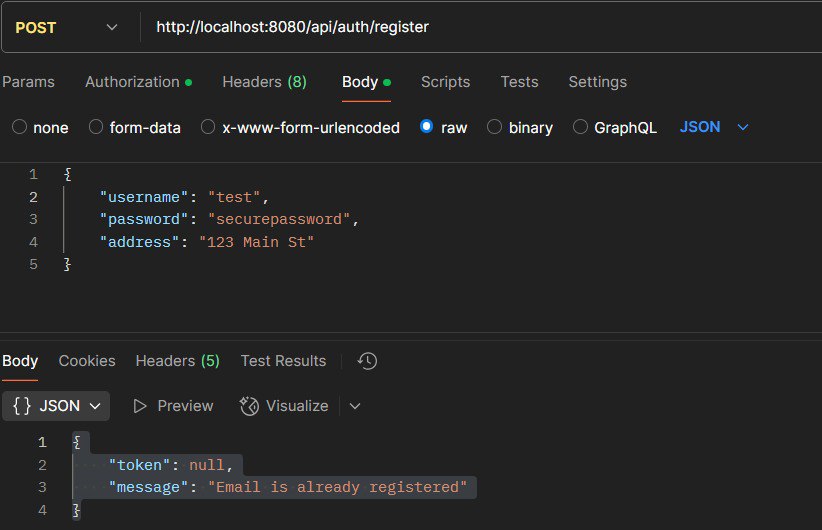 POST http://localhost:8080/api/auth/register
Params Authorization Headers (8) Body Scripts Tests Settings
none form-data x-www-form-urlencoded raw binary GraphQL JSON
1 {
2 "username": "test",
3 "password": "securepassword",
4 "address": "123 Main St"
5 }
Body Cookies Headers (5) Test Results
{} JSON Preview Visualize
1 {
2 "token": null,
3 "message": "Email is already registered"
4 }